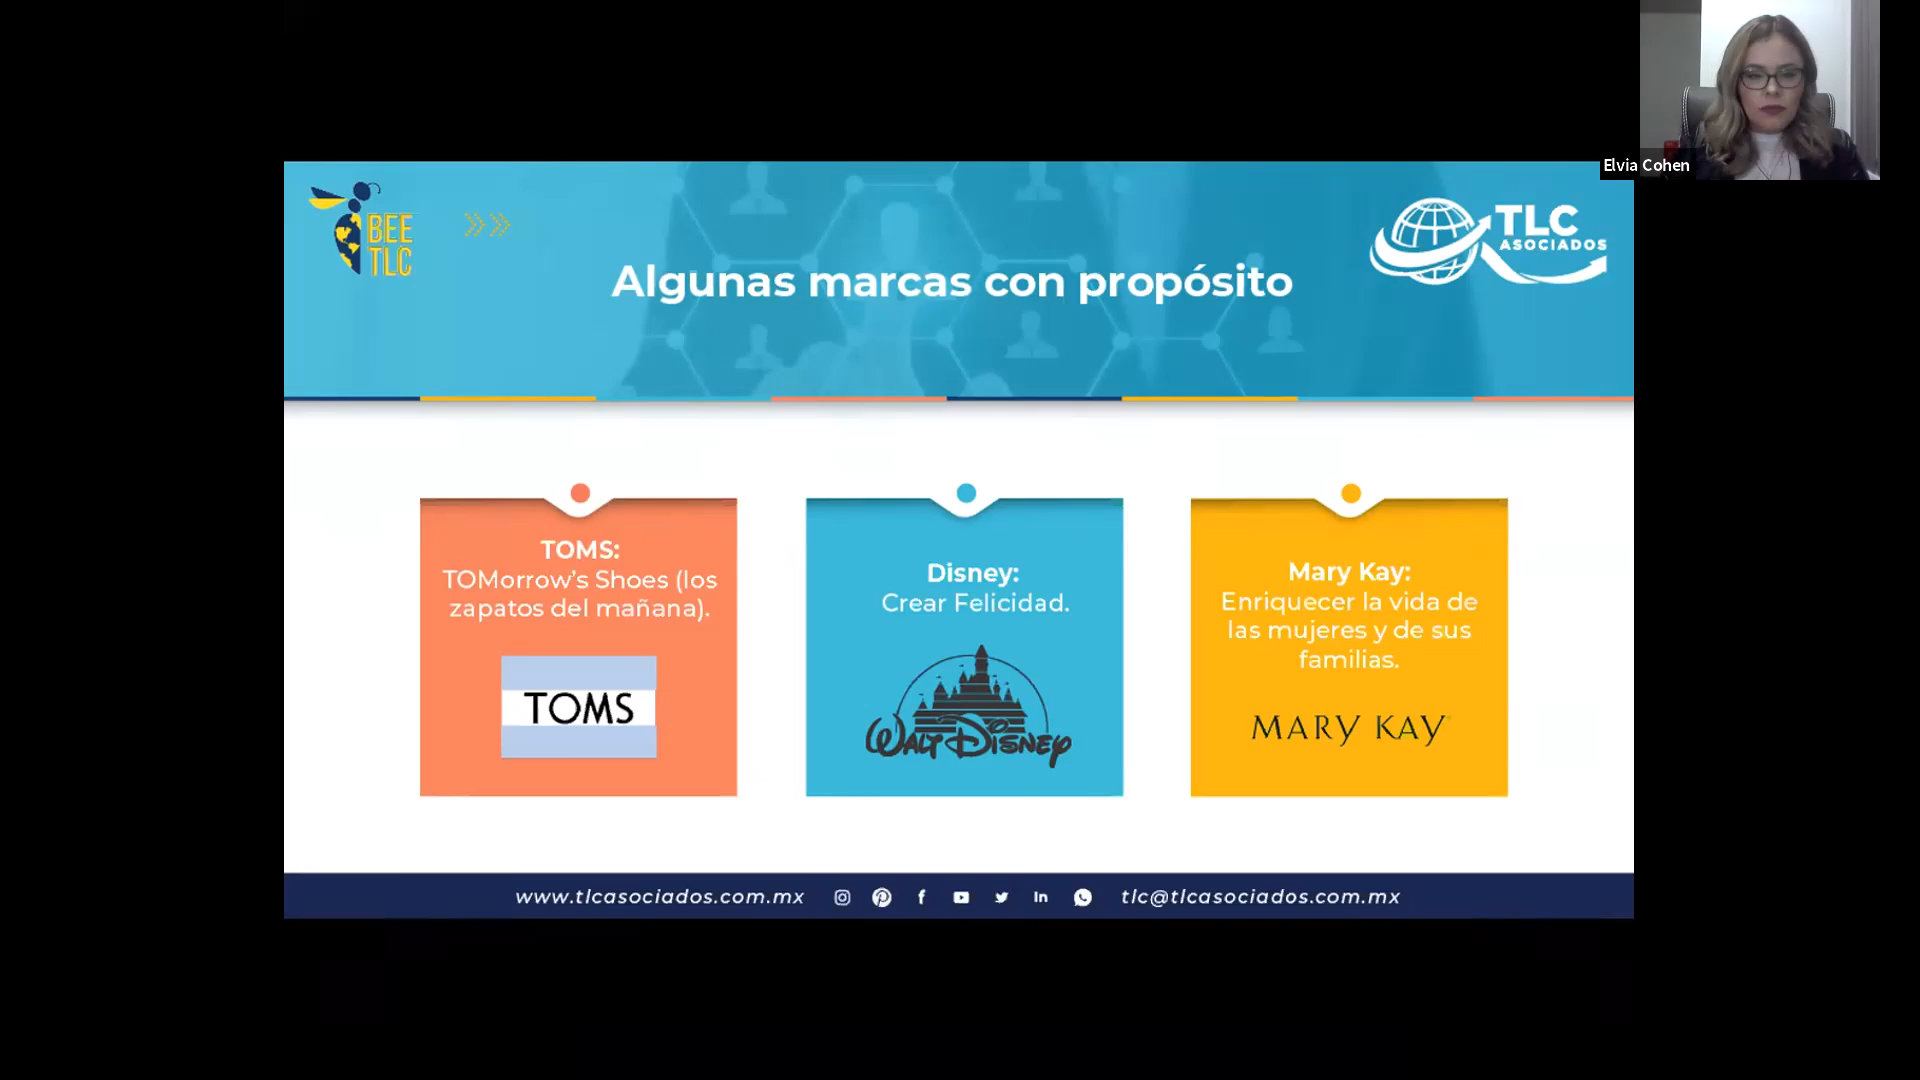 Elvia Cohen
BEE
TLC
TLC
ASOCIADOS
Algunas marcas con propósito
TOMS:
TOMorrow's Shoes (los
zapatos del mañana).
TOMS
Disney:
Crear Felicidad.
WALT DISNEY
Mary Kay:
Enriquecer la vida de
las mujeres y de sus
familias.
MARY KAY
www.tlcasociados.com.mx
tlc@tlcasociados.com.mx